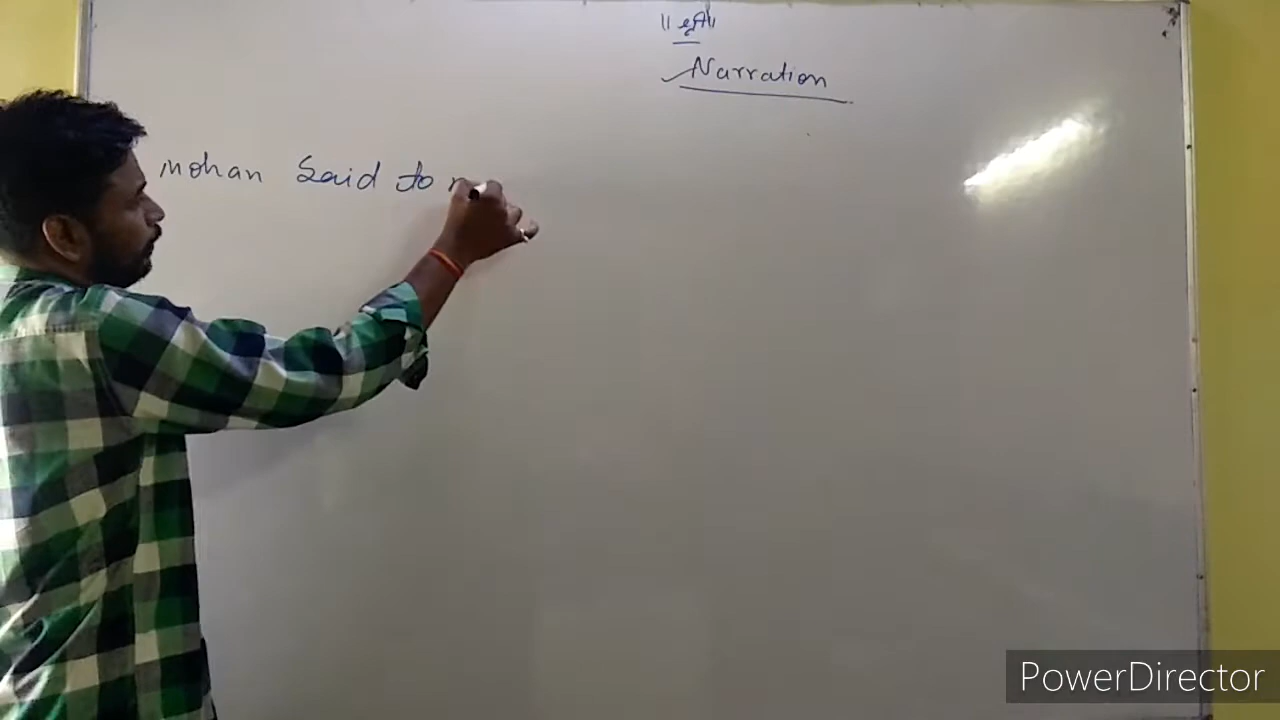 ॥ श्री॥
Narration
Mohan Said to
PowerDirector